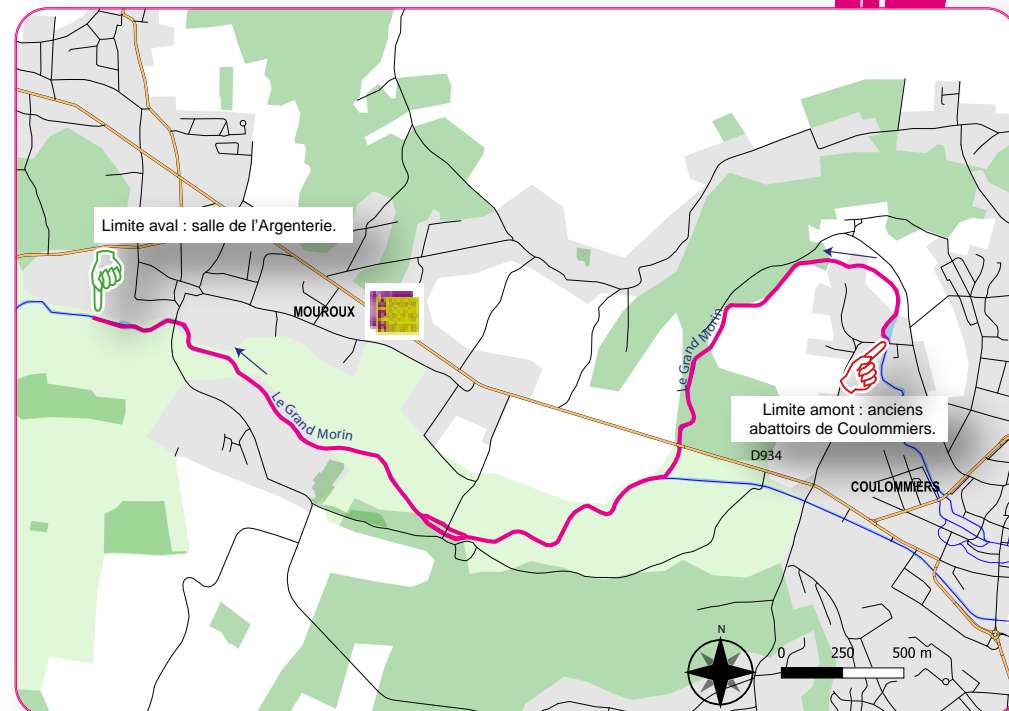 Limite aval : salle de l'Argenterie.
MOUROUX
Le Grand Morin
Le Grand Morin
Limite amont : anciens
abattoirs de Coulommiers.
D934
COULOMMIERS
N
0 250 500 m